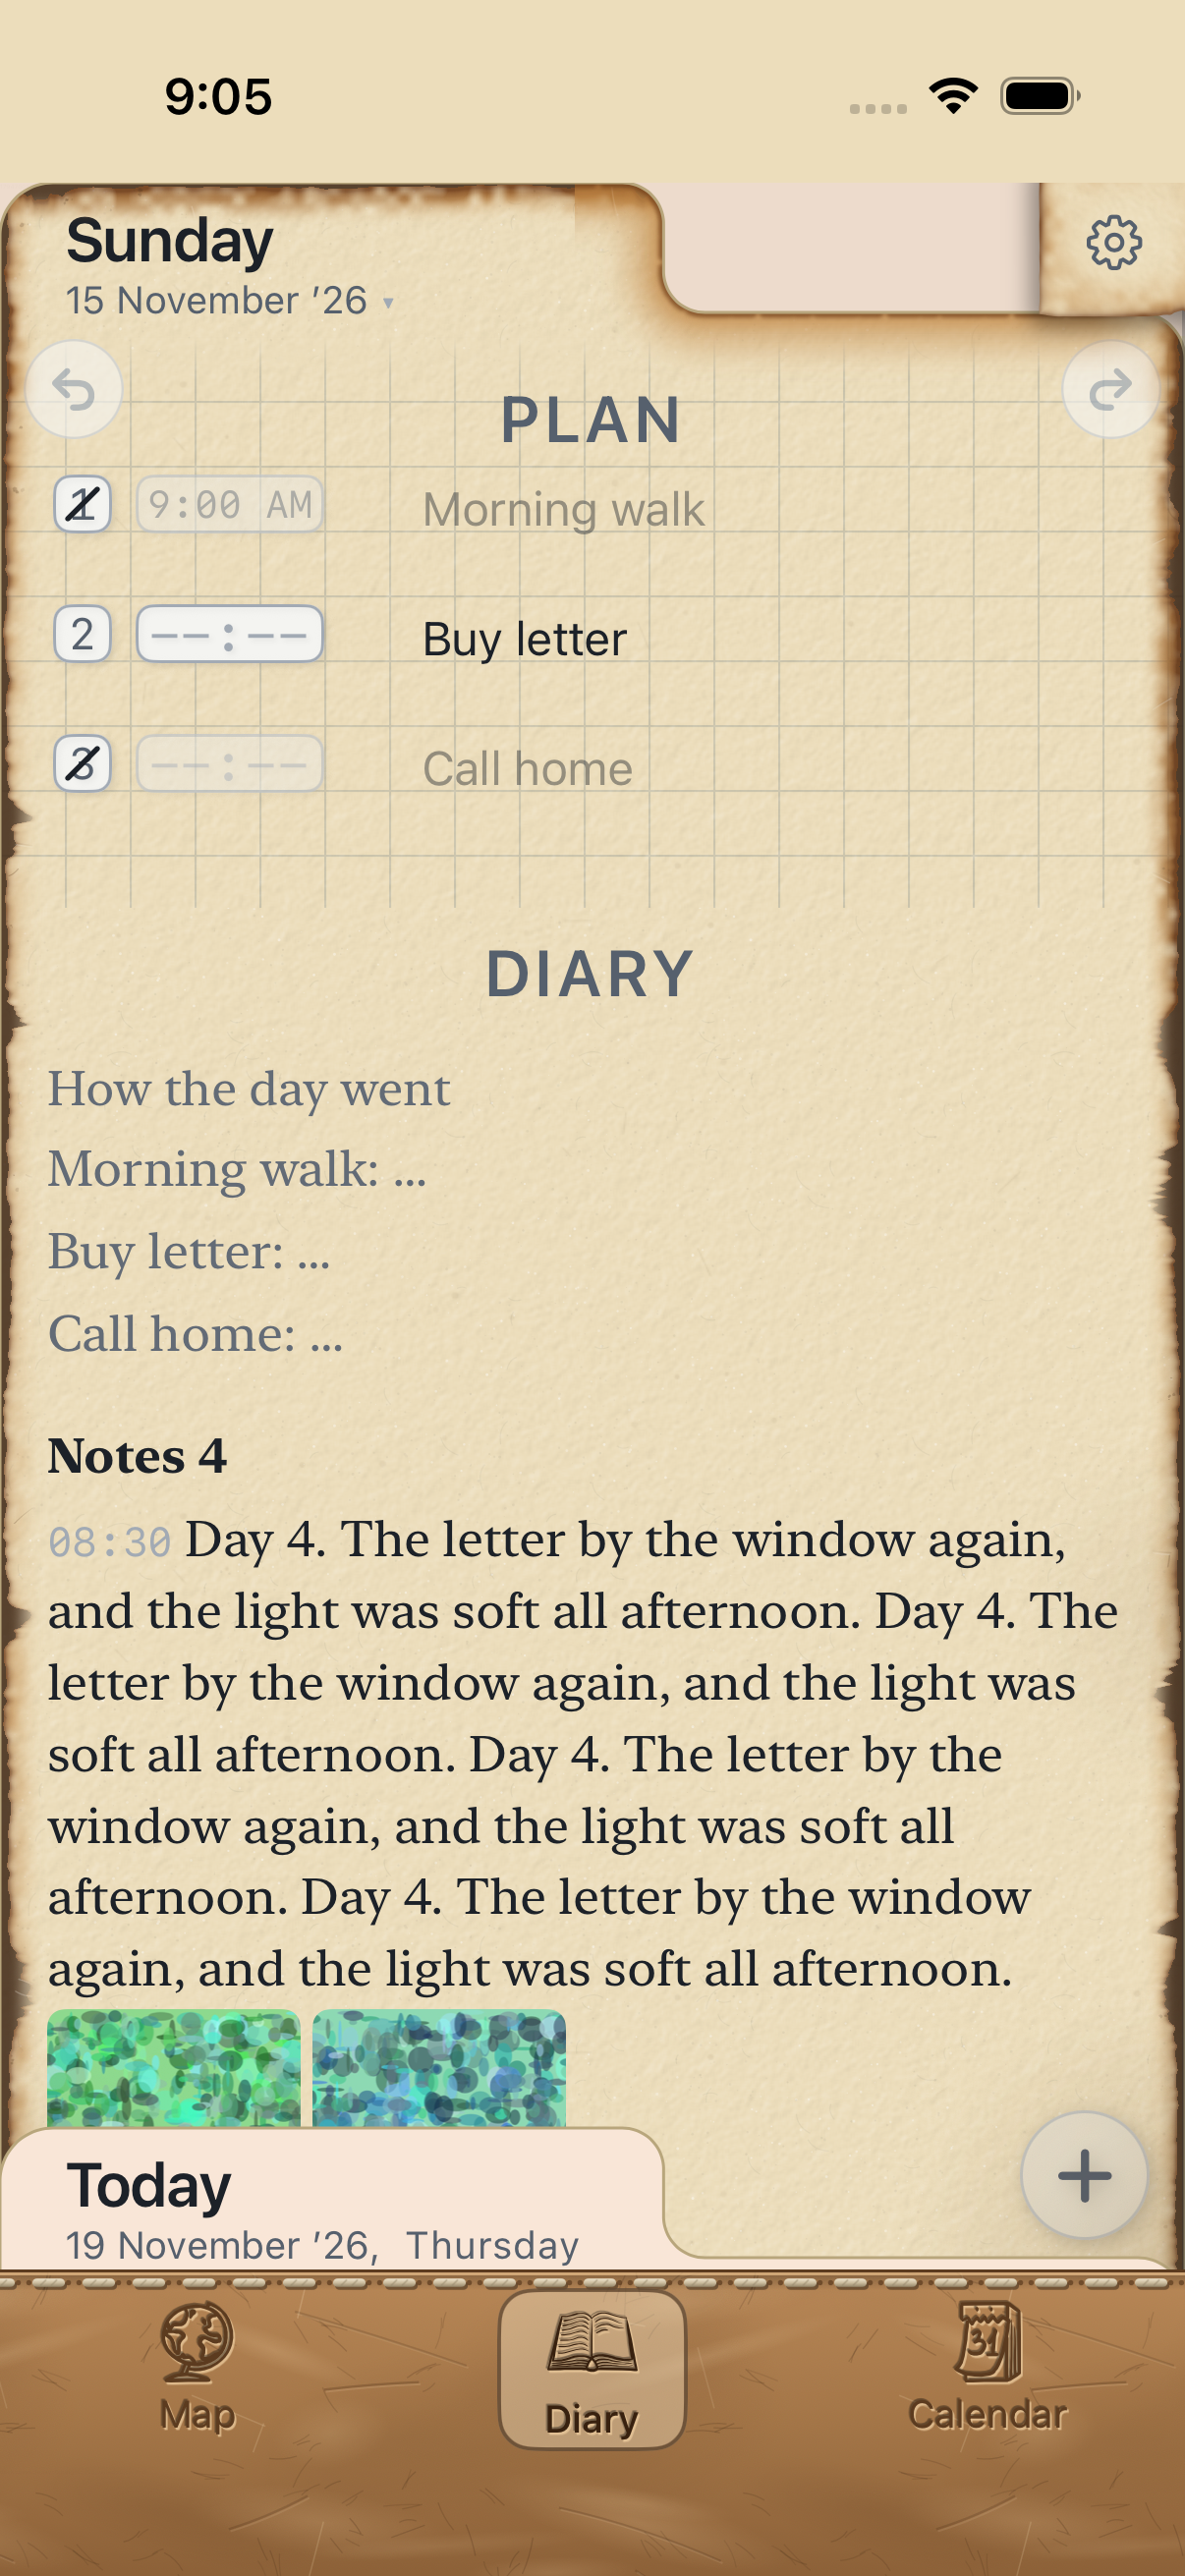 9:05
Sunday
15 November ’26 ▾
PLAN
1 9:00 AM Morning walk
2 --:-- Buy letter
3 --:-- Call home
DIARY
How the day went
Morning walk: ...
Buy letter: ...
Call home: ...
Notes 4
08:30 Day 4. The letter by the window again,
and the light was soft all afternoon. Day 4. The
letter by the window again, and the light was
soft all afternoon. Day 4. The letter by the
window again, and the light was soft all
afternoon. Day 4. The letter by the window
again, and the light was soft all afternoon.
Today
19 November ’26, Thursday
31
Map
Diary
Calendar